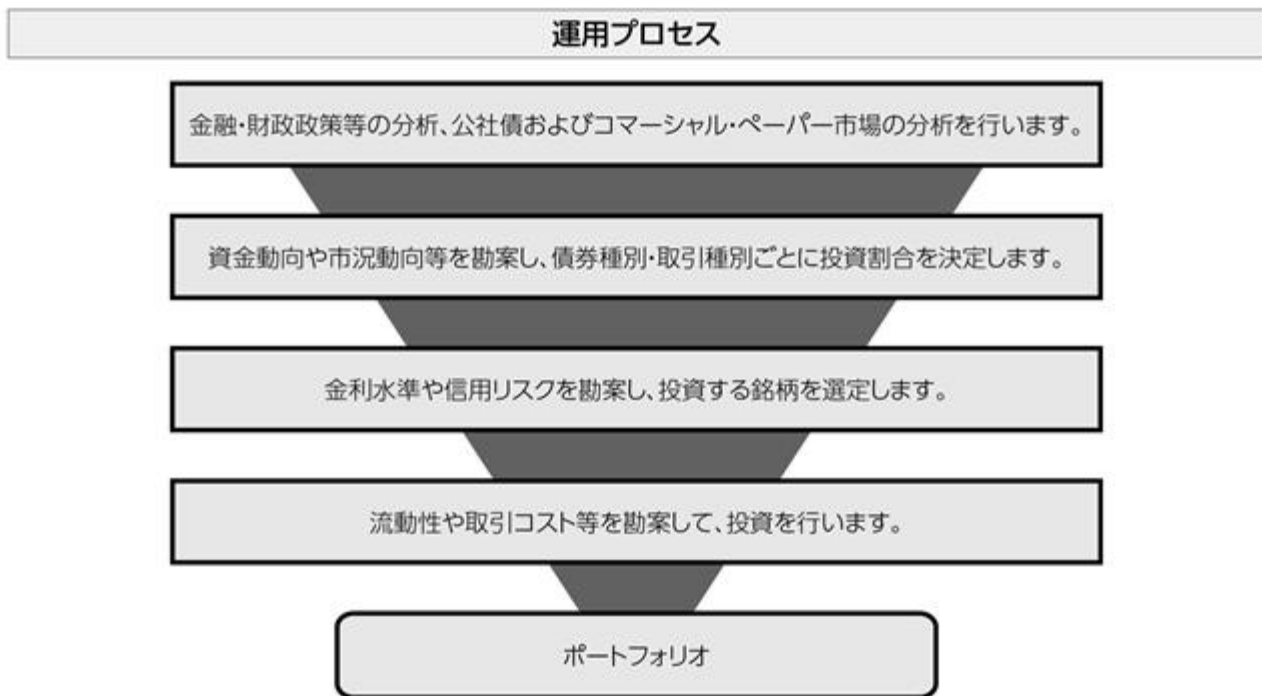 運用プロセス
金融・財政政策等の分析、公社債およびコマーシャル・ペーパー市場の分析を行います。
資金動向や市況動向等を勘案し、債券種別・取引種別ごとに投資割合を決定します。
金利水準や信用リスクを勘案し、投資する銘柄を選定します。
流動性や取引コスト等を勘案して、投資を行います。
ポートフォリオ